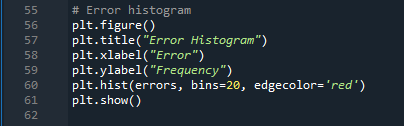 55 # Error histogram
56 plt.figure()
57 plt.title("Error Histogram")
58 plt.xlabel("Error")
59 plt.ylabel("Frequency")
60 plt.hist(errors, bins=20, edgecolor='red')
61 plt.show()
62